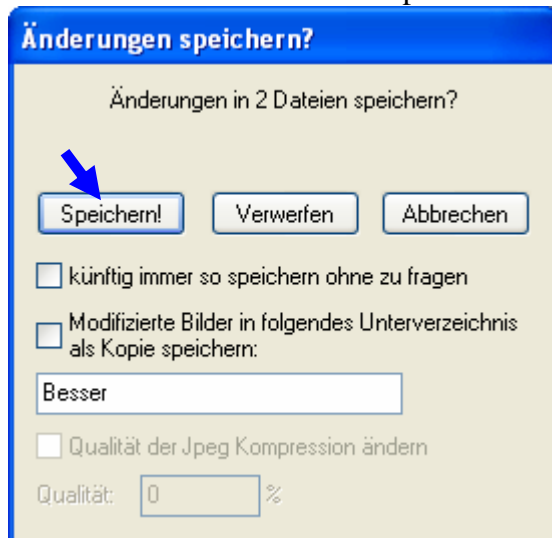 Änderungen speichern?
Änderungen in 2 Dateien speichern?
Speichern! Verwerfen Abbrechen
künftig immer so speichern ohne zu fragen
Modifizierte Bilder in folgendes Unterverzeichnis
als Kopie speichern:
Besser
Qualität der Jpeg Kompression ändern
Qualität: 0 %